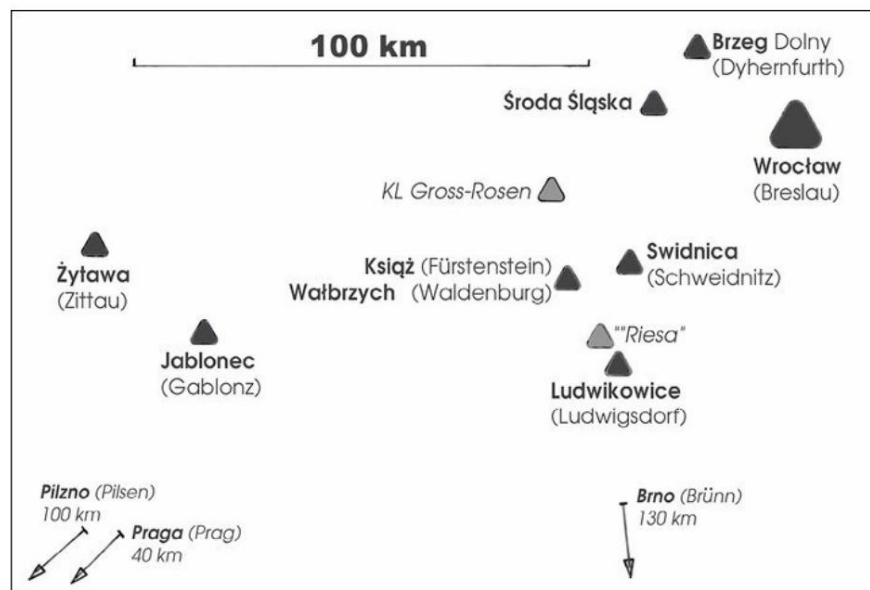 100 km
Brzeg Dolny
(Dyhernfurth)
Środa Śląska
Wrocław
(Breslau)
KL Gross-Rosen
Żytawa
(Zittau)
Książ (Fürstenstein)
Wałbrzych (Waldenburg)
Swidnica
(Schweidnitz)
Jablonec
(Gablonz)
""Riesa"
Ludwikowice
(Ludwigsdorf)
Pilzno (Pilsen)
100 km
Praga (Prag)
40 km
Brno (Brünn)
130 km